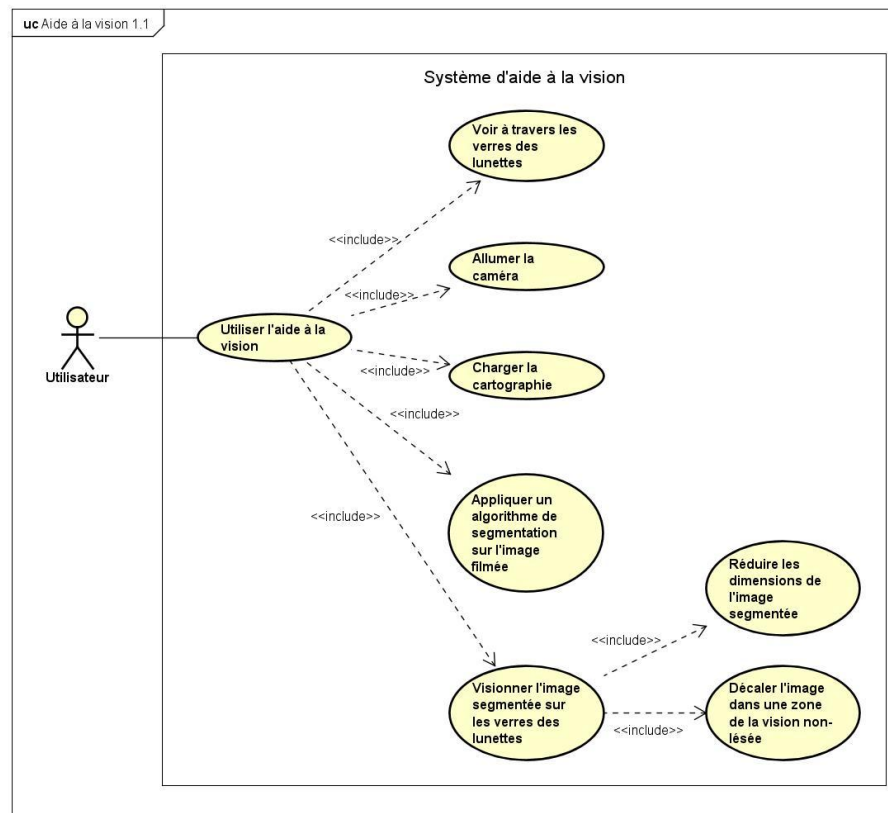 uc Aide à la vision 1.1
Système d'aide à la vision
Voir à travers les
verres des
lunettes
<<include>>
Allumer la
caméra
<<include>>
Utiliser l'aide à la
vision
Utilisateur
Charger la
cartographie
<<include>>
<<include>>
Appliquer un
algorithme de
segmentation
sur l'image
filmée
<<include>>
Réduire les
dimensions de
l'image
segmentée
<<include>>
Visionner l'image
segmentée sur
les verres des
lunettes
Décaler l'image
dans une zone
de la vision non-
lésée
<<include>>